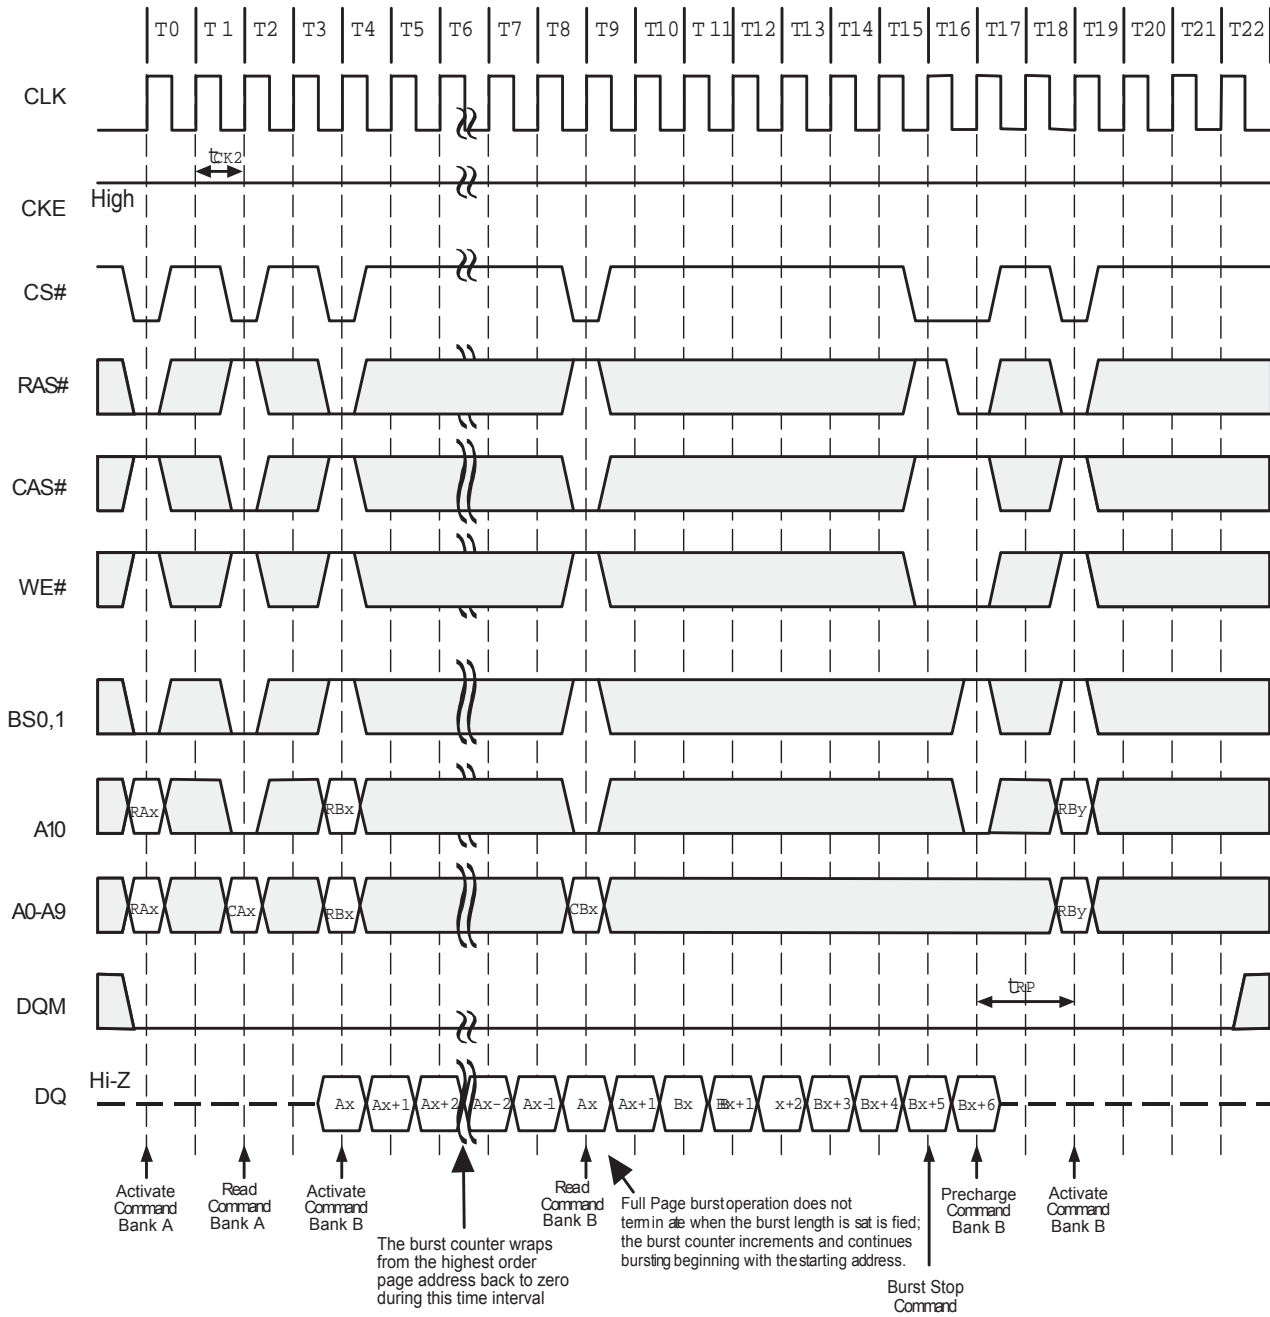 T0 T 1 T2 T3 T4 T5 T6 T7 T8 T9 T10 T 11 T12 T13 T14 T15 T16 T17 T18 T19 T20 T21 T22
CLK
tCK2
High
CKE
CS#
RAS#
CAS#
WE#
BS0,1
RAx RBx RBy
A10
A0-A9 RAx CAx RBx CBx RBy
DQM
tRP
Hi-Z
DQ
Ax Ax+1 Ax+2 Ax-2 Ax-1 Ax Ax+1 Bx Bx+1 x+2 Bx+3 Bx+4 Bx+5 Bx+6
Activate
Command
Bank A
Read
Command
Bank A
Activate
Command
Bank B
The burst counter wraps
from the highest order
page address back to zero
during this time interval
Read
Command
Bank B
Full Page burst operation does not
terminate when the burst length is satisfied;
the burst counter increments and continues
bursting beginning with the starting address.
Burst Stop
Command
Precharge
Command
Bank B
Activate
Command
Bank B